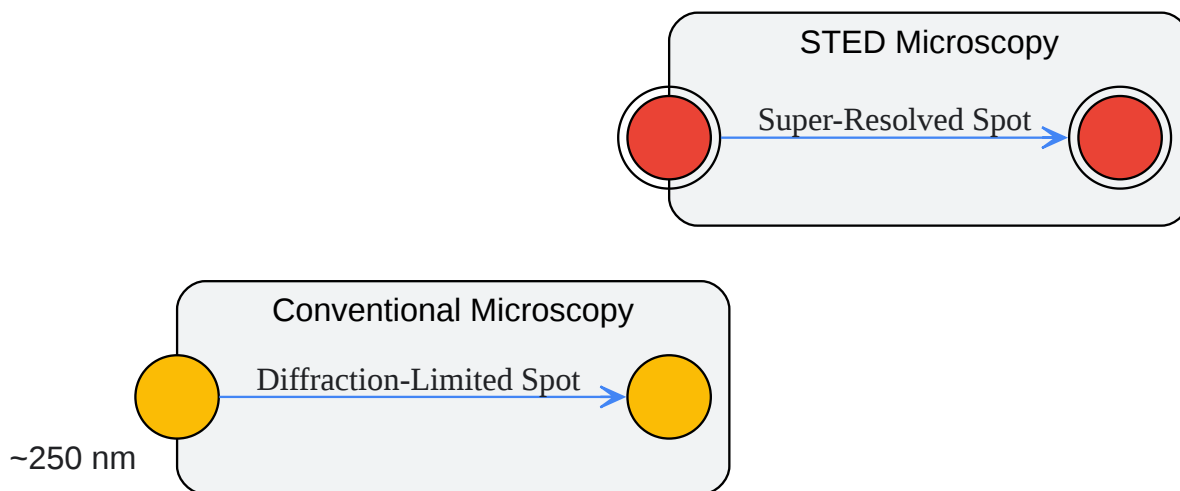 STED Microscopy
Super-Resolved Spot
Conventional Microscopy
Diffraction-Limited Spot
~250 nm